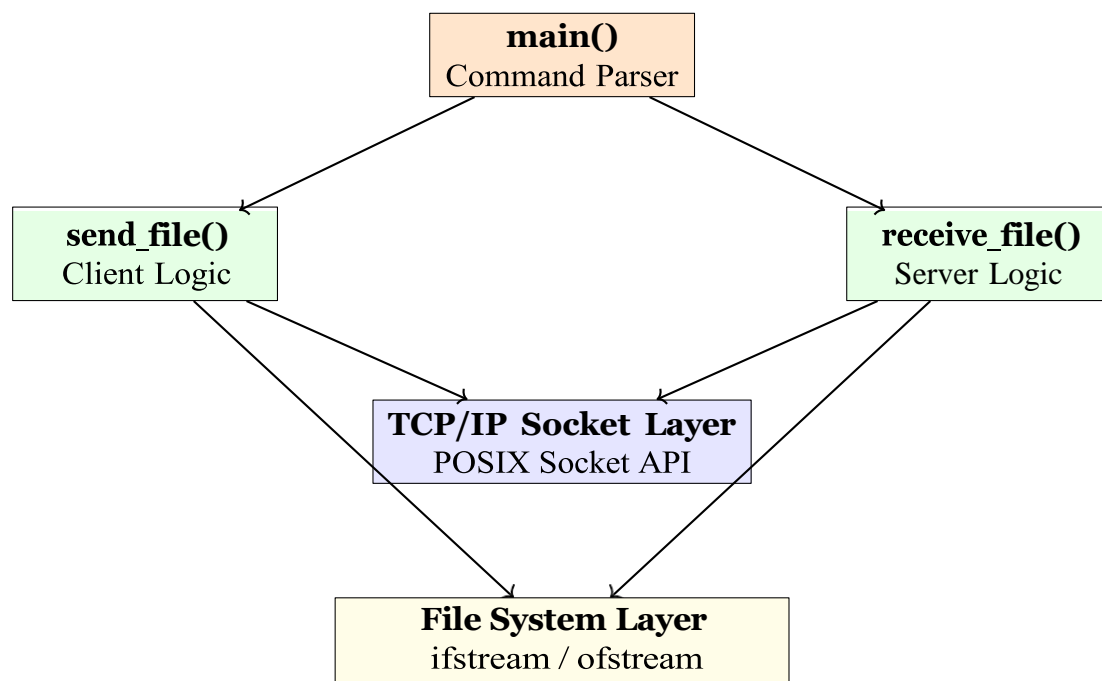 main()
Command Parser
send_file()
Client Logic
receive_file()
Server Logic
TCP/IP Socket Layer
POSIX Socket API
File System Layer
ifstream / ofstream